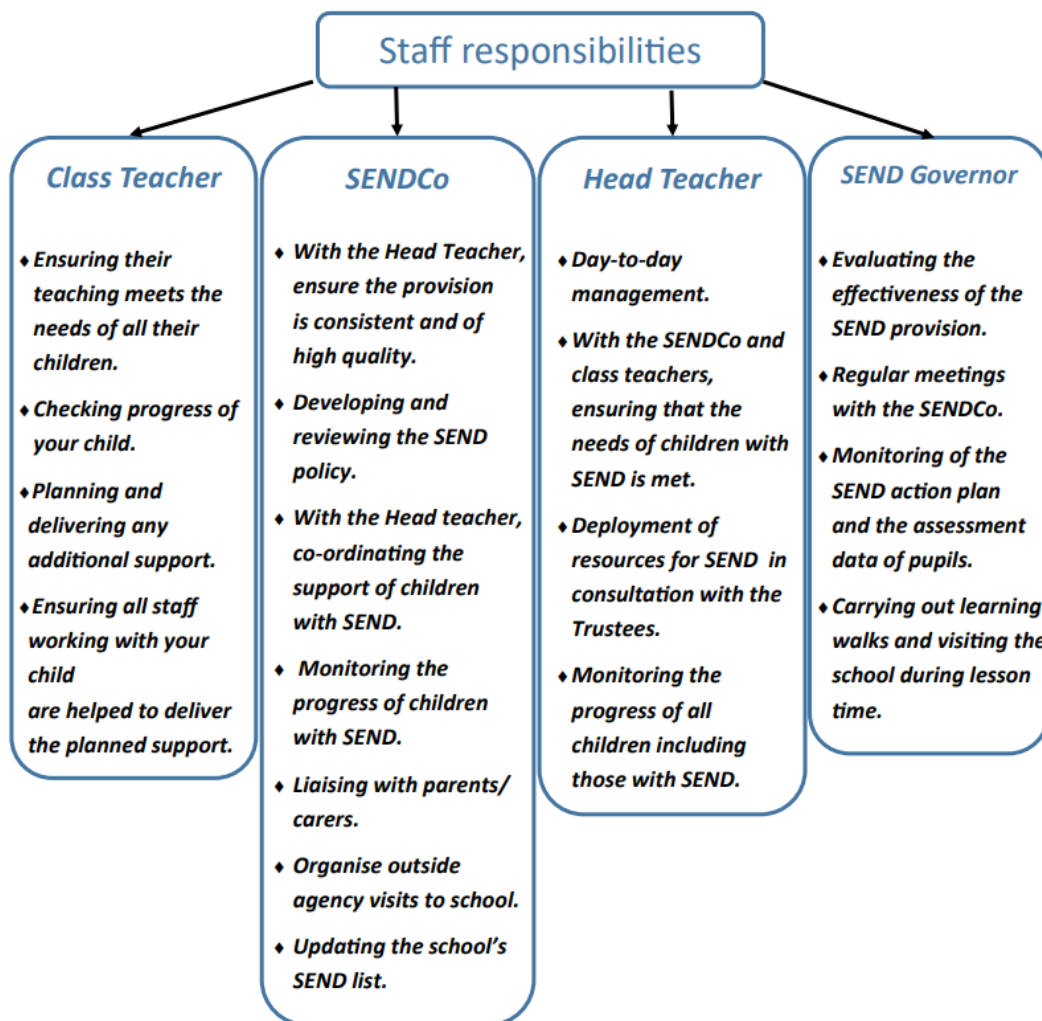 Staff responsibilities
Class Teacher
♦ Ensuring their
teaching meets the
needs of all their
children.
♦ Checking progress of
your child.
♦ Planning and
delivering any
additional support.
♦ Ensuring all staff
working with your
child
are helped to deliver
the planned support.
SENDCo
♦ With the Head Teacher,
ensure the provision
is consistent and of
high quality.
♦ Developing and
reviewing the SEND
policy.
♦ With the Head teacher,
co-ordinating the
support of children
with SEND.
♦ Monitoring the
progress of children
with SEND.
♦ Liaising with parents/
carers.
♦ Organise outside
agency visits to school.
♦ Updating the school's
SEND list.
Head Teacher
♦ Day-to-day
management.
♦ With the SENDCo and
class teachers,
ensuring that the
needs of children with
SEND is met.
♦ Deployment of
resources for SEND in
consultation with the
Trustees.
♦ Monitoring the
progress of all
children including
those with SEND.
SEND Governor
♦ Evaluating the
effectiveness of the
SEND provision.
♦ Regular meetings
with the SENDCo.
♦ Monitoring of the
SEND action plan
and the assessment
data of pupils.
♦ Carrying out learning
walks and visiting the
school during lesson
time.